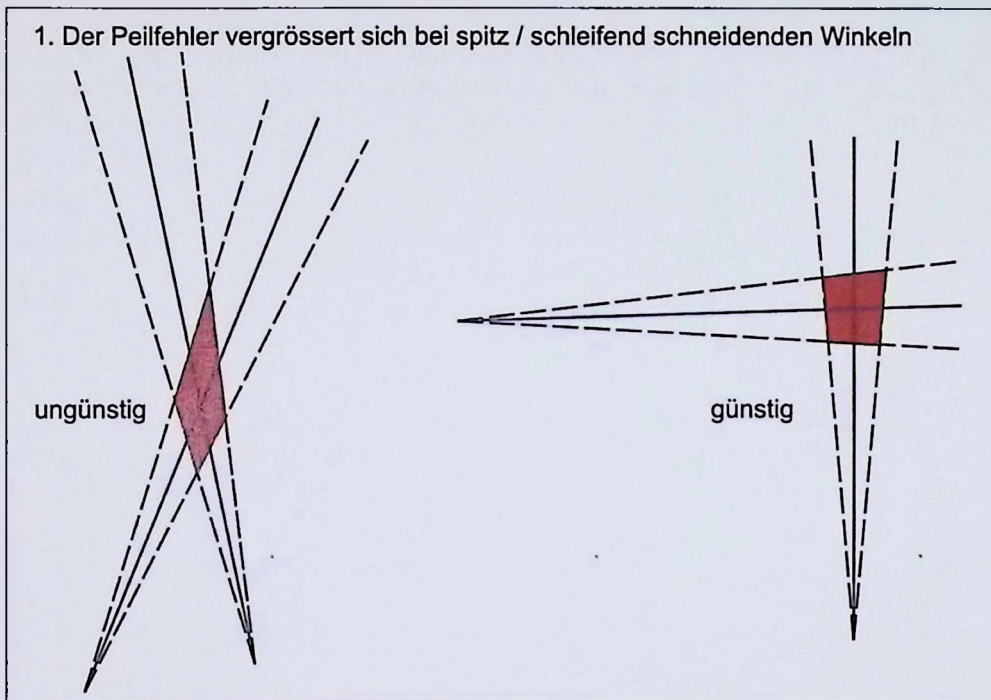 1. Der Peilfehler vergrössert sich bei spitz / schleifend schneidenden Winkeln
ungünstig
günstig